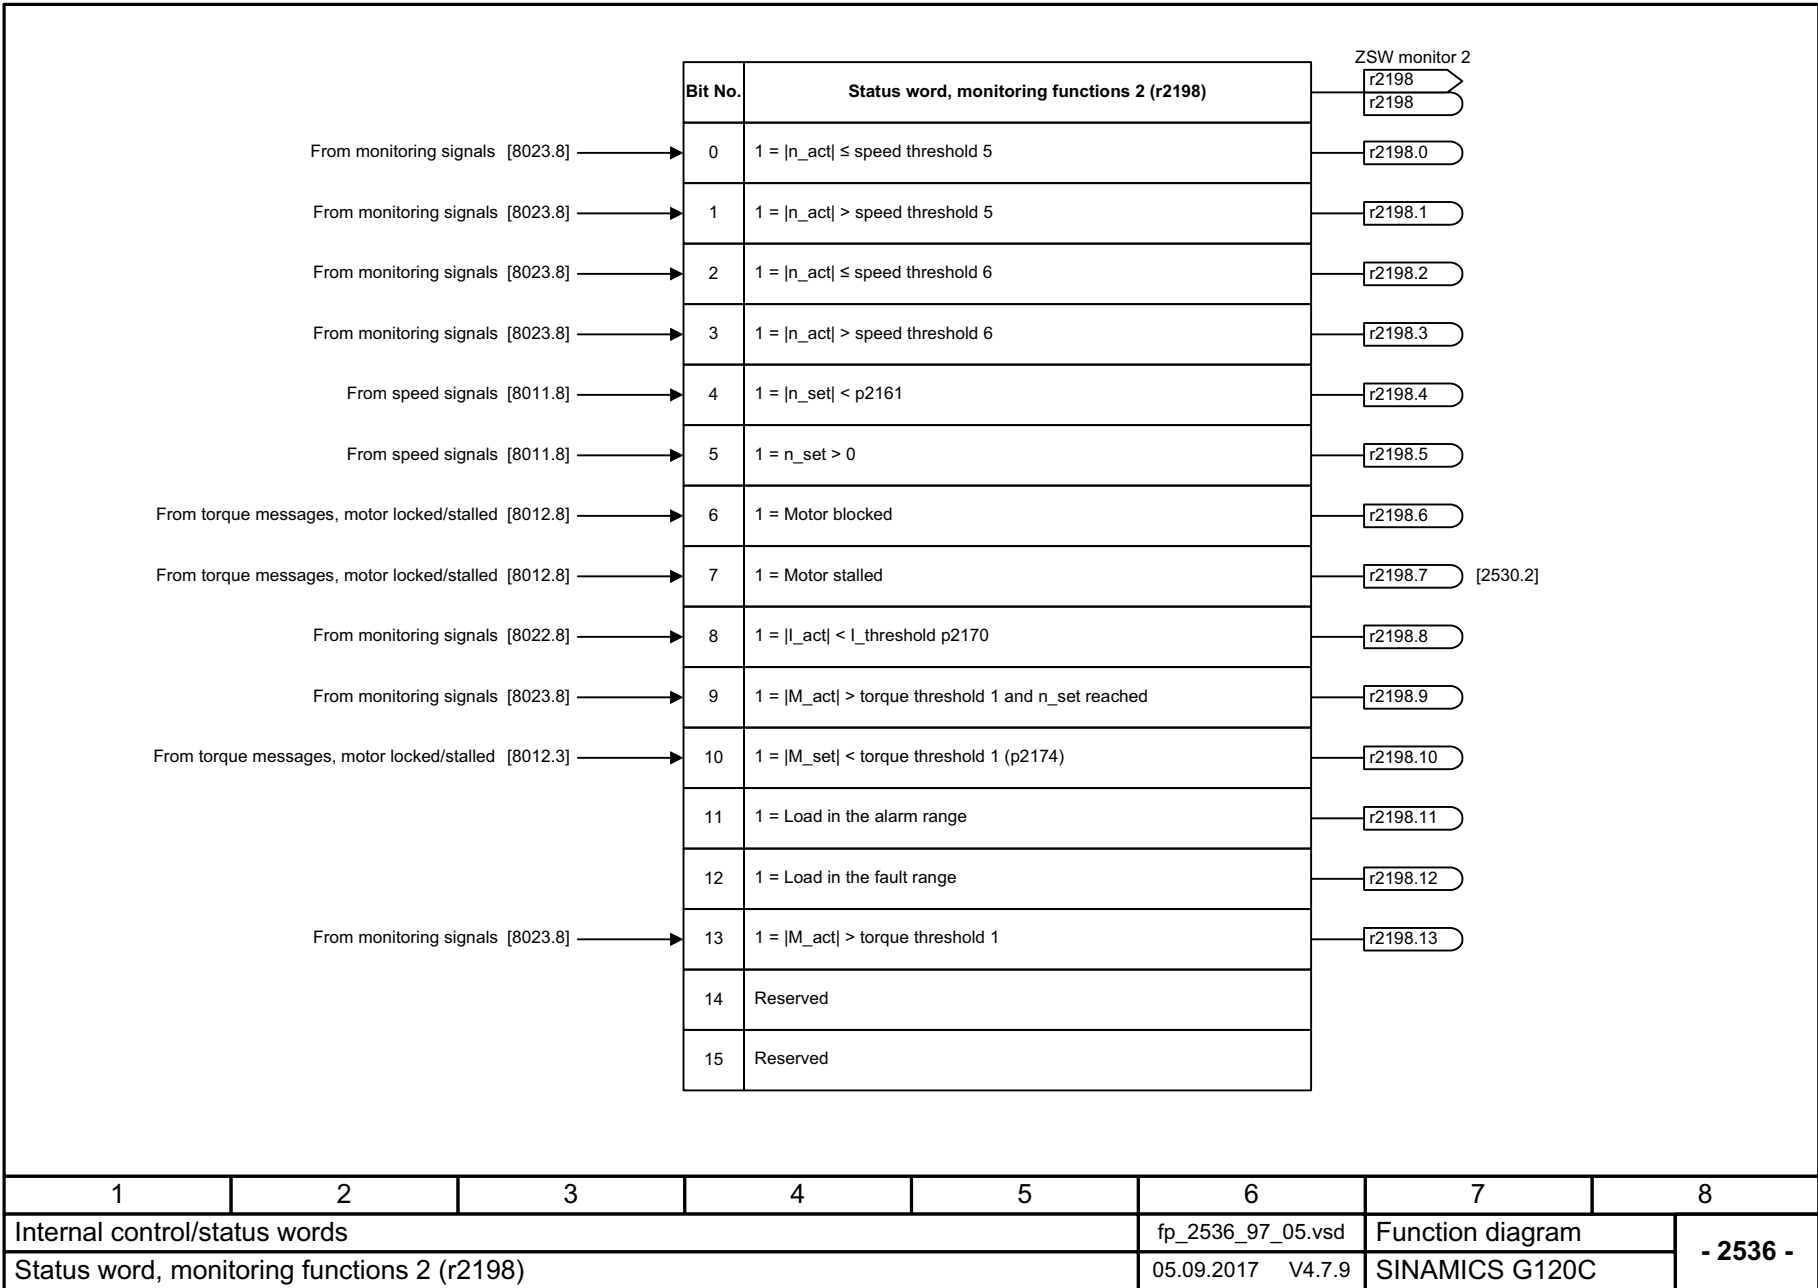 ZSW monitor 2
Bit No. Status word, monitoring functions 2 (r2198) r2198
r2198
From monitoring signals [8023.8] 0 1 = |n_act| ≤ speed threshold 5 r2198.0
From monitoring signals [8023.8] 1 1 = |n_act| > speed threshold 5 r2198.1
From monitoring signals [8023.8] 2 1 = |n_act| ≤ speed threshold 6 r2198.2
From monitoring signals [8023.8] 3 1 = |n_act| > speed threshold 6 r2198.3
From speed signals [8011.8] 4 1 = |n_set| < p2161 r2198.4
From speed signals [8011.8] 5 1 = n_set > 0 r2198.5
From torque messages, motor locked/stalled [8012.8] 6 1 = Motor blocked r2198.6
From torque messages, motor locked/stalled [8012.8] 7 1 = Motor stalled r2198.7 [2530.2]
From monitoring signals [8022.8] 8 1 = |I_act| < I_threshold p2170 r2198.8
From monitoring signals [8023.8] 9 1 = |M_act| > torque threshold 1 and n_set reached r2198.9
From torque messages, motor locked/stalled [8012.3] 10 1 = |M_set| < torque threshold 1 (p2174) r2198.10
11 1 = Load in the alarm range r2198.11
12 1 = Load in the fault range r2198.12
From monitoring signals [8023.8] 13 1 = |M_act| > torque threshold 1 r2198.13
14 Reserved
15 Reserved
1 2 3 4 5 6 7 8
Internal control/status words fp_2536_97_05.vsd Function diagram - 2536 -
Status word, monitoring functions 2 (r2198) 05.09.2017 V4.7.9 SINAMICS G120C